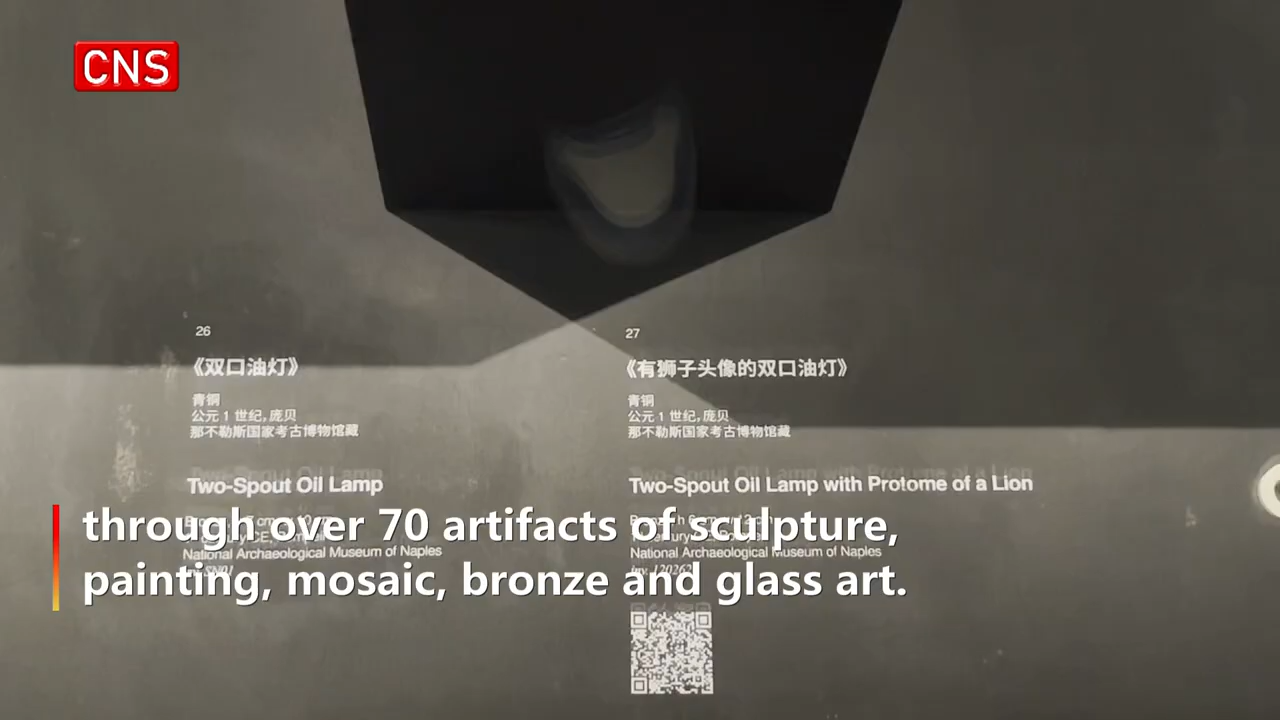 CNS
26
《双口油灯》
青铜
公元 1 世纪, 庞贝
那不勒斯国家考古博物馆藏
Two-Spout Oil Lamp
National Archaeological Museum of Naples
27
《有狮子头像的双口油灯》
青铜
公元 1 世纪, 庞贝
那不勒斯国家考古博物馆藏
Two-Spout Oil Lamp with Protome of a Lion
National Archaeological Museum of Naples
inv. 120262
through over 70 artifacts of sculpture,
painting, mosaic, bronze and glass art.